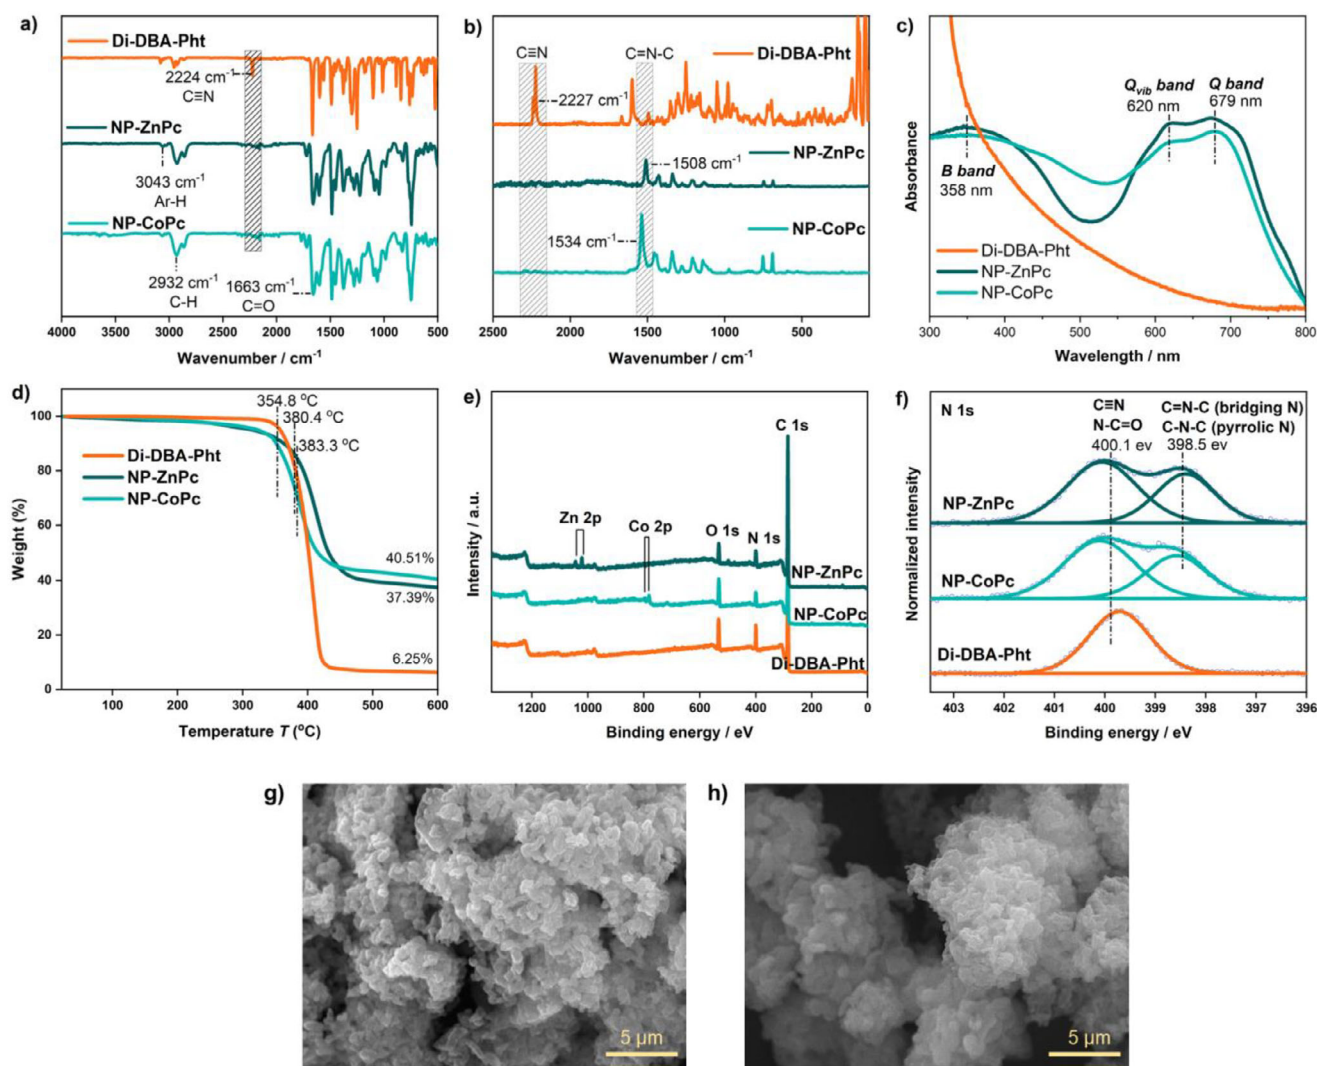 a)
Di-DBA-Pht
2224 cm-1
C≡N
NP-ZnPc
3043 cm-1
Ar-H
NP-CoPc
2932 cm-1
C-H
1663 cm-1
C=O
4000 3500 3000 2500 2000 1500 1000 500
Wavenumber / cm-1
b)
C≡N
C=N-C
Di-DBA-Pht
2227 cm-1
NP-ZnPc
1508 cm-1
NP-CoPc
1534 cm-1
2500 2000 1500 1000 500
Wavenumber / cm-1
c)
Qvib band
620 nm
Q band
679 nm
B band
358 nm
Di-DBA-Pht
NP-ZnPc
NP-CoPc
Absorbance
300 400 500 600 700 800
Wavelength / nm
d)
354.8 oC
380.4 oC
383.3 oC
Di-DBA-Pht
NP-ZnPc
NP-CoPc
40.51%
37.39%
6.25%
Weight (%)
100
80
60
40
20
0
100 200 300 400 500 600
Temperature T (oC)
e)
C 1s
Zn 2p
Co 2p
O 1s
N 1s
NP-ZnPc
NP-CoPc
Di-DBA-Pht
Intensity / a.u.
1200 1000 800 600 400 200 0
Binding energy / eV
f)
N 1s
C≡N
N-C=O
400.1 ev
C=N-C (bridging N)
C-N-C (pyrrolic N)
398.5 ev
NP-ZnPc
NP-CoPc
Di-DBA-Pht
Normalized intensity
403 402 401 400 399 398 397 396
Binding energy / eV
g)
5 µm
h)
5 µm